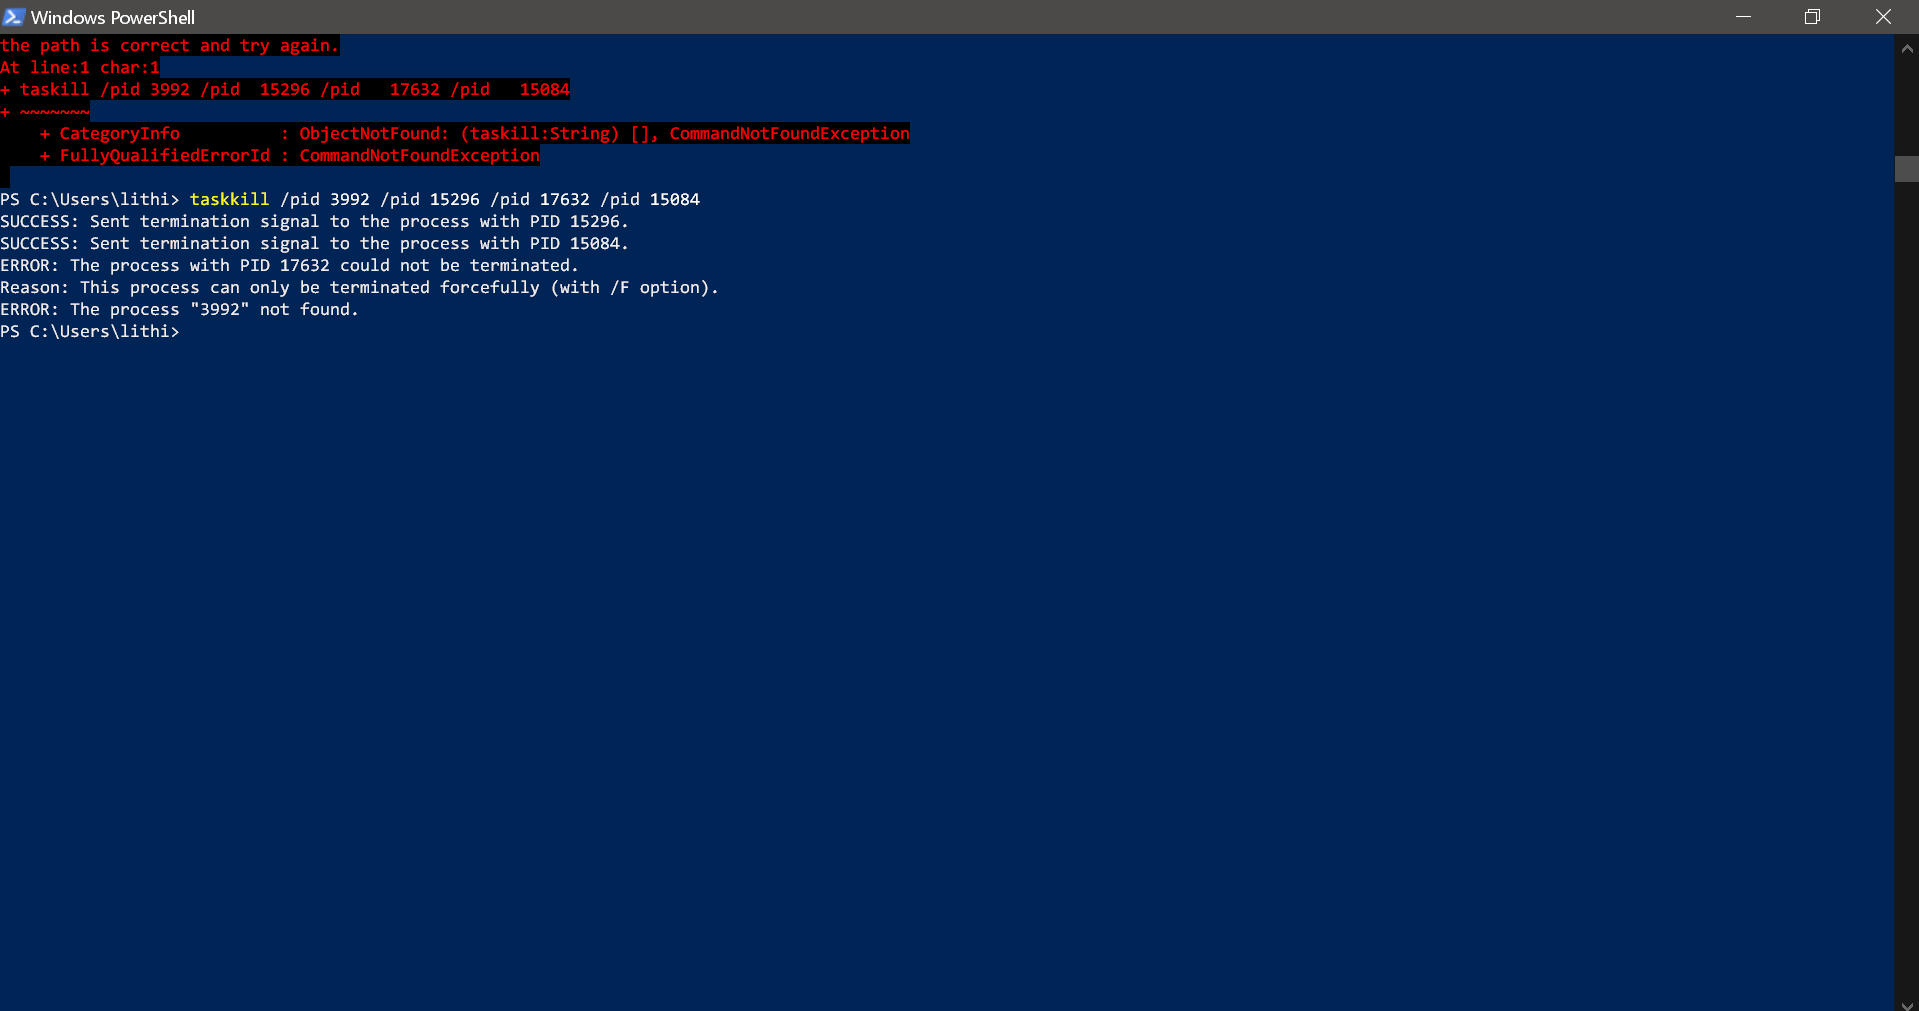 Windows PowerShell
the path is correct and try again.
At line:1 char:1
+ taskill /pid 3992 /pid  15296 /pid   17632 /pid   15084
+ ~~~~~~~
    + CategoryInfo          : ObjectNotFound: (taskill:String) [], CommandNotFoundException
    + FullyQualifiedErrorId : CommandNotFoundException
PS C:\Users\lithi> taskkill /pid 3992 /pid 15296 /pid 17632 /pid 15084
SUCCESS: Sent termination signal to the process with PID 15296.
SUCCESS: Sent termination signal to the process with PID 15084.
ERROR: The process with PID 17632 could not be terminated.
Reason: This process can only be terminated forcefully (with /F option).
ERROR: The process "3992" not found.
PS C:\Users\lithi>